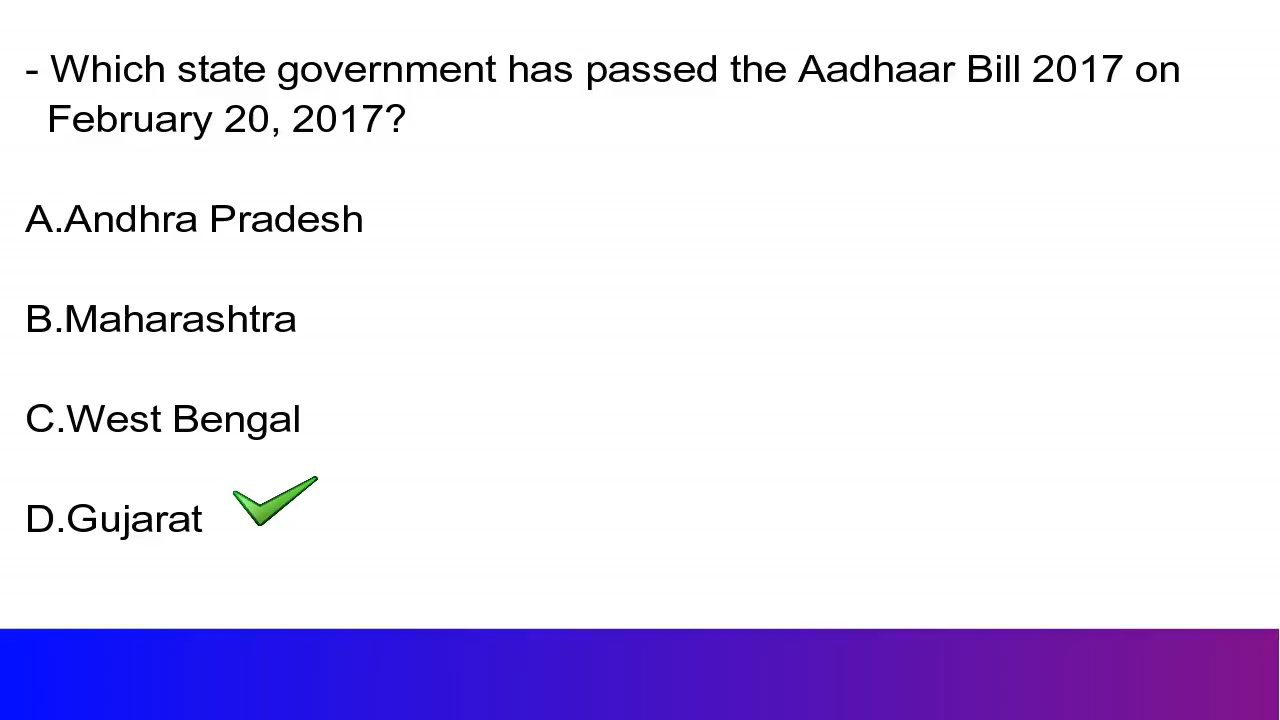 - Which state government has passed the Aadhaar Bill 2017 on
February 20, 2017?
A.Andhra Pradesh
B.Maharashtra
C.West Bengal
D.Gujarat